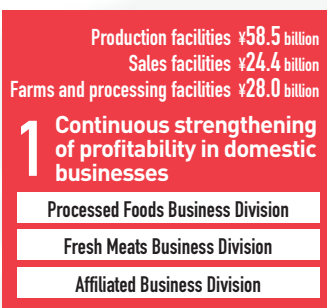 Production facilities ¥58.5 billion
Sales facilities ¥24.4 billion
Farms and processing facilities ¥28.0 billion
1 Continuous strengthening
of profitability in domestic
businesses
Processed Foods Business Division
Fresh Meats Business Division
Affiliated Business Division